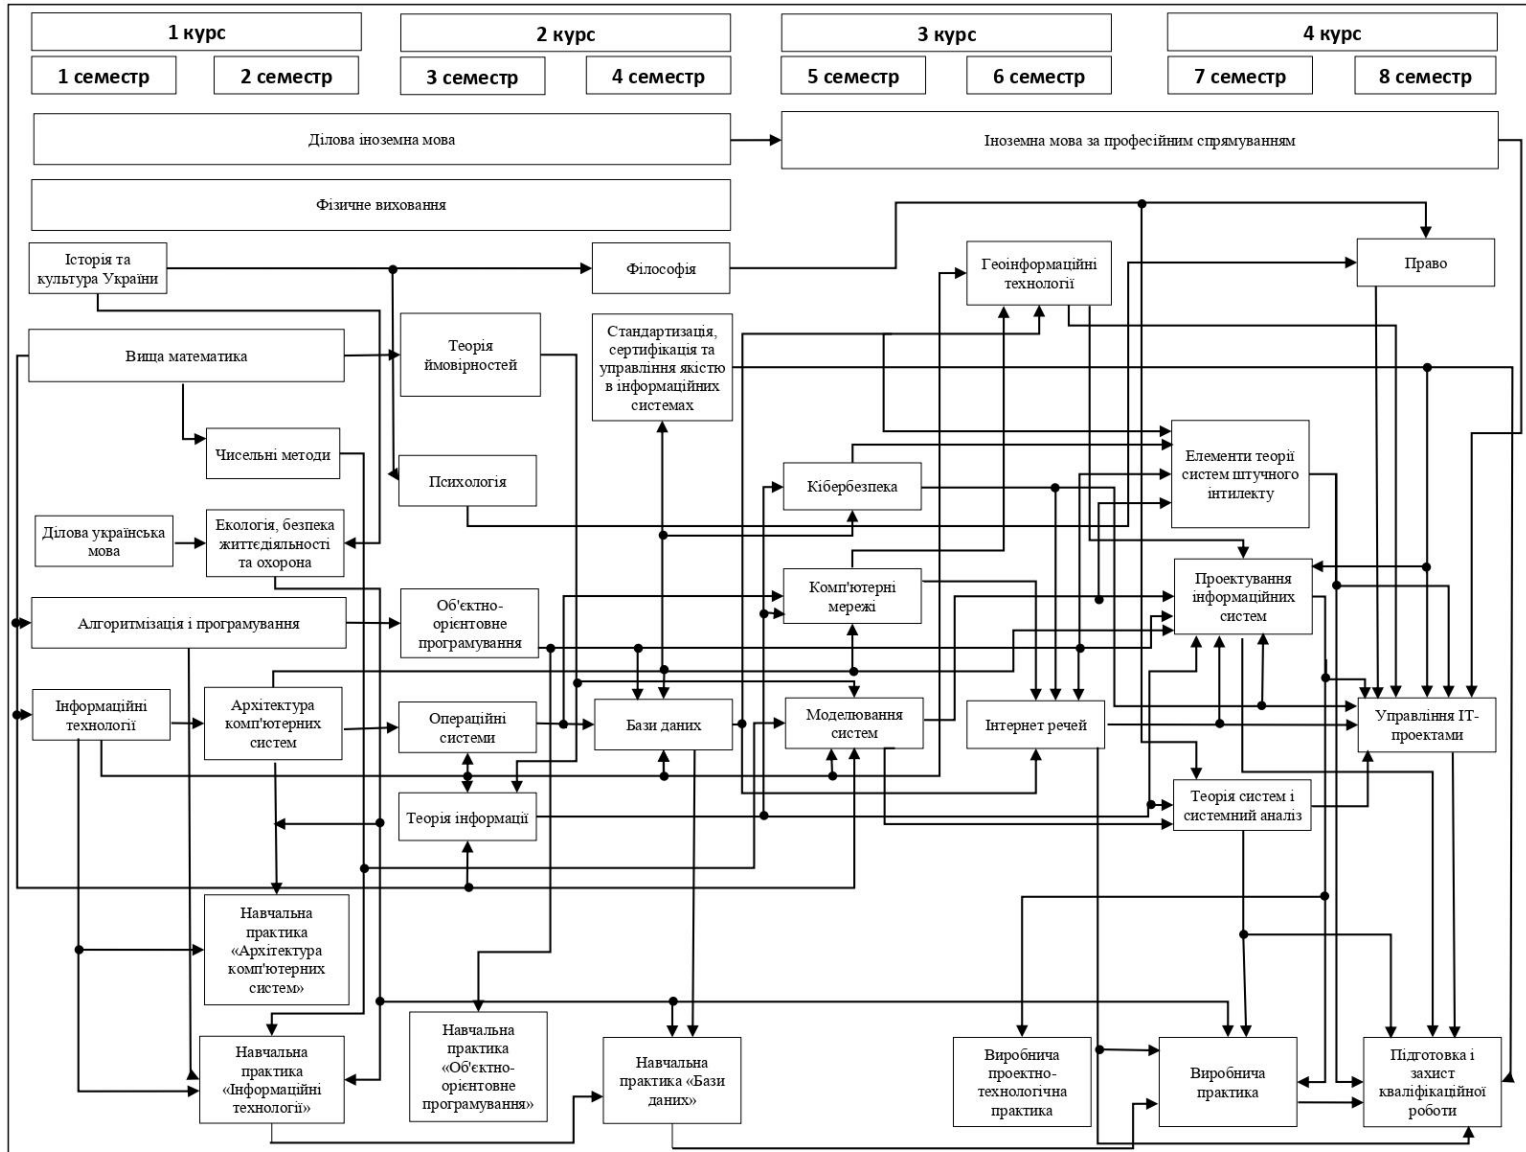 1 курс
2 курс
3 курс
4 курс
1 семестр
2 семестр
3 семестр
4 семестр
5 семестр
6 семестр
7 семестр
8 семестр
Ділова іноземна мова
Іноземна мова за професійним спрямуванням
Фізичне виховання
Історія та
культура України
Філософія
Геоінформаційні
технології
Право
Вища математика
Теорія
ймовірностей
Стандартизація,
сертифікація та
управління якістю
в інформаційних
системах
Чисельні методи
Психологія
Кібербезпека
Елементи теорії
систем штучного
інтилекту
Ділова українська
мова
Екологія, безпека
життєдіяльності
та охорона
Алгоритмізація і програмування
Об'єктно-
орієнтовне
програмування
Комп'ютерні
мережі
Проектування
інформаційних
систем
Інформаційні
технології
Архітектура
комп'ютерних
систем
Операційні
системи
Бази даних
Моделювання
систем
Інтернет речей
Управління ІТ-
проектами
Теорія інформації
Теорія систем і
системний аналіз
Навчальна
практика
«Архітектура
комп'ютерних
систем»
Навчальна
практика
«Інформаційні
технології»
Навчальна
практика
«Об'єктно-
орієнтовне
програмування»
Навчальна
практика «Бази
даних»
Виробнича
проектно-
технологічна
практика
Виробнича
практика
Підготовка і
захист
кваліфікаційної
роботи